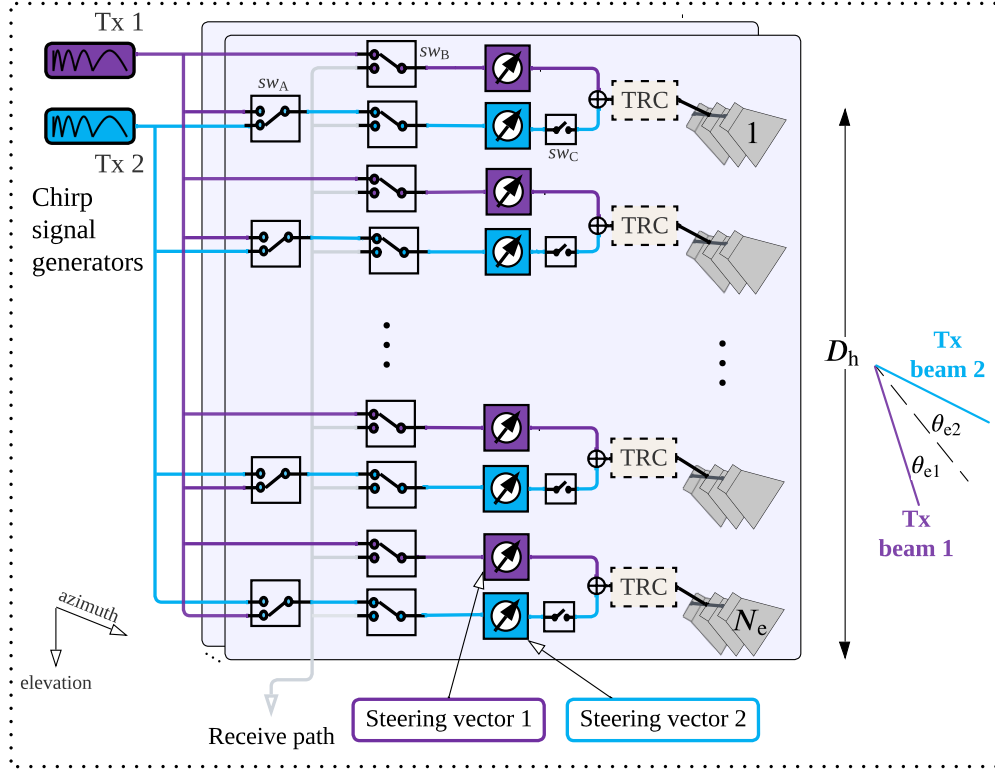 Tx 1
sw_B
sw_A
TRC
1
Tx 2
sw_C
Chirp
signal
generators
TRC
D_h
Tx
beam 2
θ_e2
θ_e1
TRC
Tx
beam 1
TRC
N_e
azimuth
elevation
Receive path
Steering vector 1
Steering vector 2